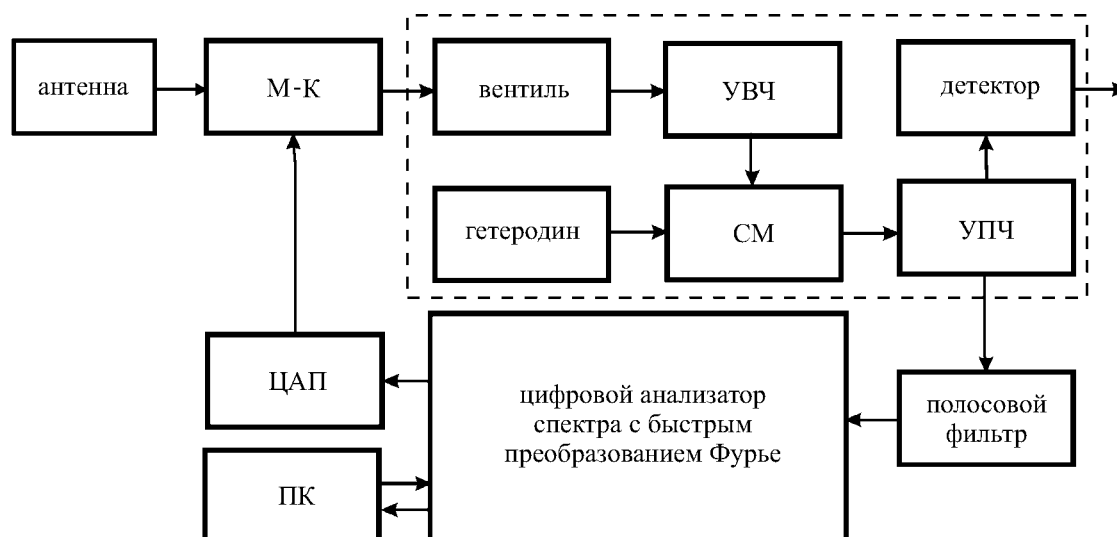 антенна
М-К
вентиль
УВЧ
детектор
гетеродин
СМ
УПЧ
ЦАП
цифровой анализатор
спектра с быстрым
преобразованием Фурье
полосовой
фильтр
ПК